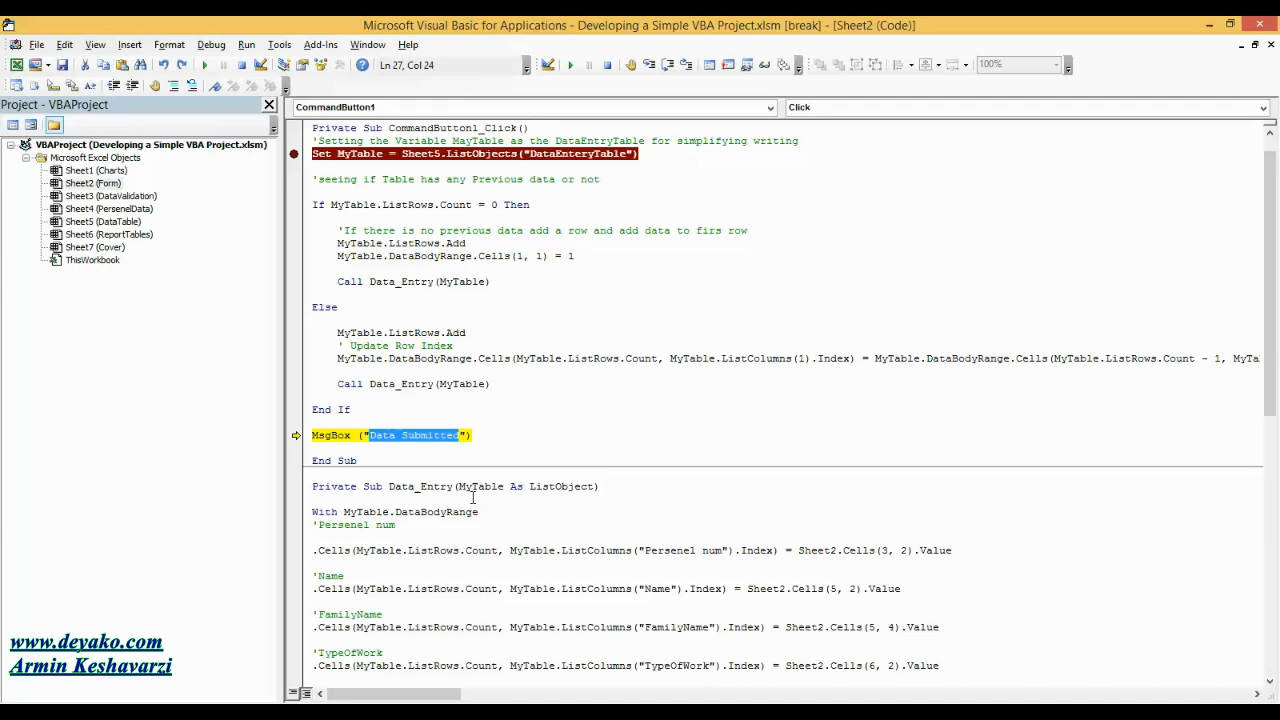 Microsoft Visual Basic for Applications - Developing a Simple VBA Project.xlsm [break] - [Sheet2 (Code)]
File Edit View Insert Format Debug Run Tools Add-Ins Window Help
Ln 27, Col 24
100%
Project - VBAProject
CommandButton1
Click
VBAProject (Developing a Simple VBA Project.xlsm)
Microsoft Excel Objects
Sheet1 (Charts)
Sheet2 (Form)
Sheet3 (DataValidation)
Sheet4 (PersenelData)
Sheet5 (DataTable)
Sheet6 (ReportTables)
Sheet7 (Cover)
ThisWorkbook
Private Sub CommandButton1_Click()
'Setting the Variable MayTable as the DataEntryTable for simplifying writing
Set MyTable = Sheet5.ListObjects("DataEnteryTable")
'seeing if Table has any Previous data or not
If MyTable.ListRows.Count = 0 Then
'If there is no previous data add a row and add data to firs row
MyTable.ListRows.Add
MyTable.DataBodyRange.Cells(1, 1) = 1
Call Data_Entry(MyTable)
Else
MyTable.ListRows.Add
' Update Row Index
MyTable.DataBodyRange.Cells(MyTable.ListRows.Count, MyTable.ListColumns(1).Index) = MyTable.DataBodyRange.Cells(MyTable.ListRows.Count - 1, MyTa
Call Data_Entry(MyTable)
End If
MsgBox ("Data Submitted")
End Sub
Private Sub Data_Entry(MyTable As ListObject)
With MyTable.DataBodyRange
'Persenel num
.Cells(MyTable.ListRows.Count, MyTable.ListColumns("Persenel num").Index) = Sheet2.Cells(3, 2).Value
'Name
.Cells(MyTable.ListRows.Count, MyTable.ListColumns("Name").Index) = Sheet2.Cells(5, 2).Value
'FamilyName
.Cells(MyTable.ListRows.Count, MyTable.ListColumns("FamilyName").Index) = Sheet2.Cells(5, 4).Value
'TypeOfWork
.Cells(MyTable.ListRows.Count, MyTable.ListColumns("TypeOfWork").Index) = Sheet2.Cells(6, 2).Value
www.deyako.com
Armin Keshavarzi